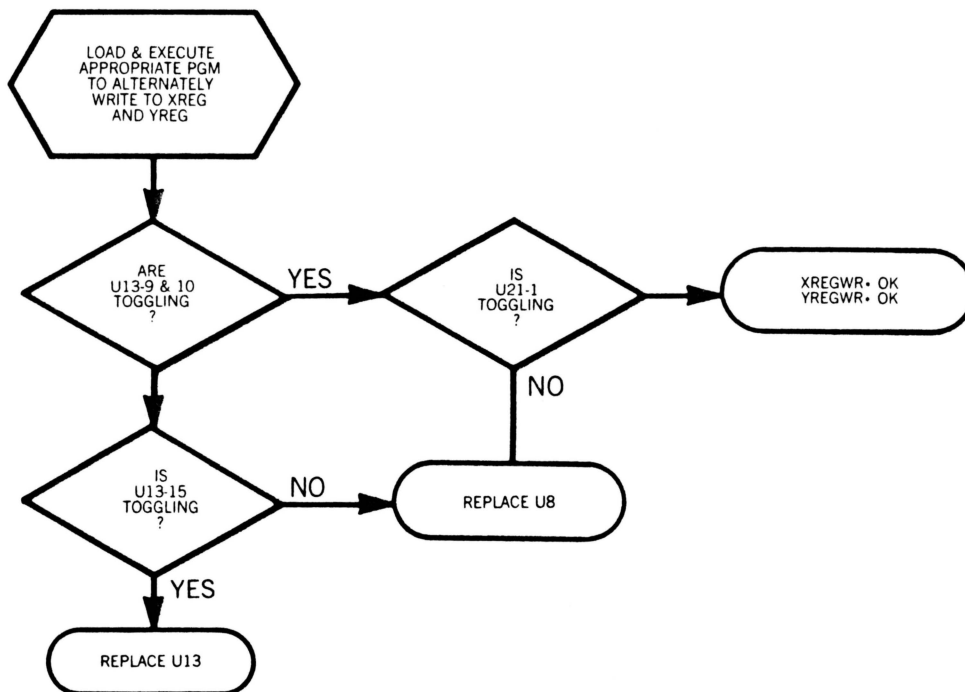 LOAD & EXECUTE
APPROPRIATE PGM
TO ALTERNATELY
WRITE TO XREG
AND YREG
ARE
U13-9 & 10
TOGGLING
?
YES
IS
U21-1
TOGGLING
?
XREGWR• OK
YREGWR• OK
NO
IS
U13-15
TOGGLING
?
NO
REPLACE U8
YES
REPLACE U13